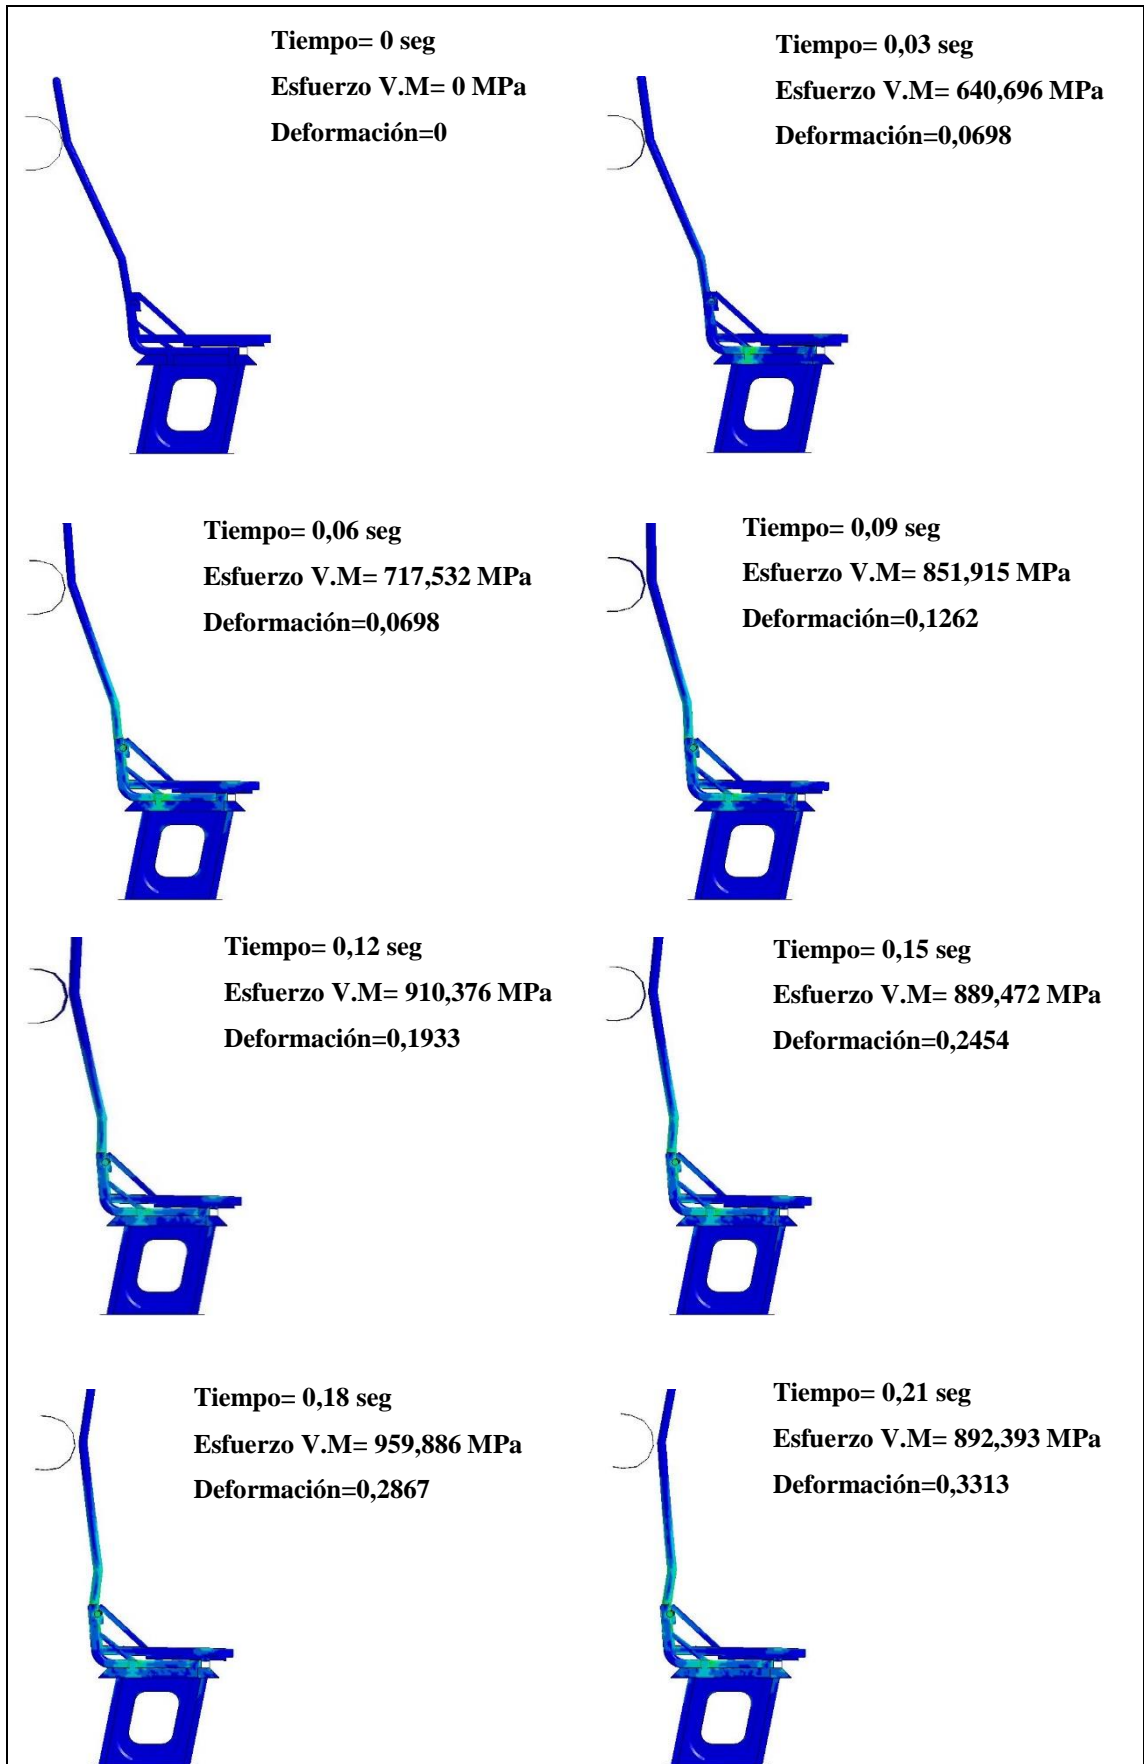 Tiempo= 0 seg
Esfuerzo V.M= 0 MPa
Deformación=0
Tiempo= 0,03 seg
Esfuerzo V.M= 640,696 MPa
Deformación=0,0698
Tiempo= 0,06 seg
Esfuerzo V.M= 717,532 MPa
Deformación=0,0698
Tiempo= 0,09 seg
Esfuerzo V.M= 851,915 MPa
Deformación=0,1262
Tiempo= 0,12 seg
Esfuerzo V.M= 910,376 MPa
Deformación=0,1933
Tiempo= 0,15 seg
Esfuerzo V.M= 889,472 MPa
Deformación=0,2454
Tiempo= 0,18 seg
Esfuerzo V.M= 959,886 MPa
Deformación=0,2867
Tiempo= 0,21 seg
Esfuerzo V.M= 892,393 MPa
Deformación=0,3313